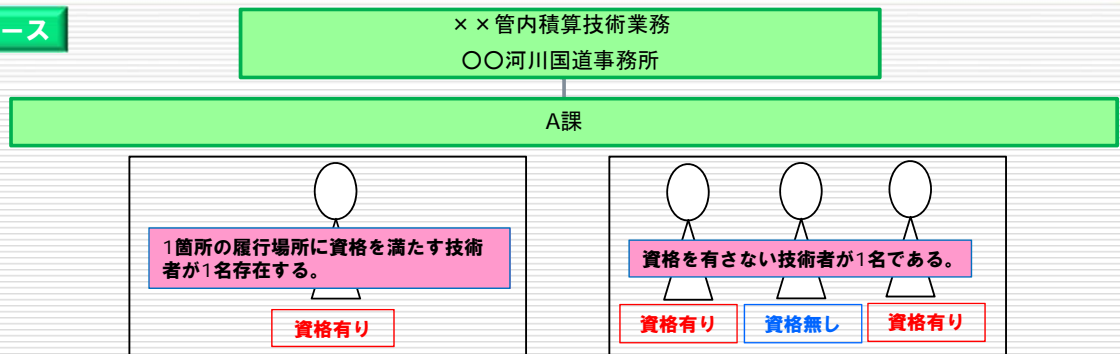 ース
××管内積算技術業務
〇〇河川国道事務所
A課
1箇所の履行場所に資格を満たす技術
者が1名存在する。
資格を有さない技術者が1名である。
資格有り
資格有り
資格無し
資格有り